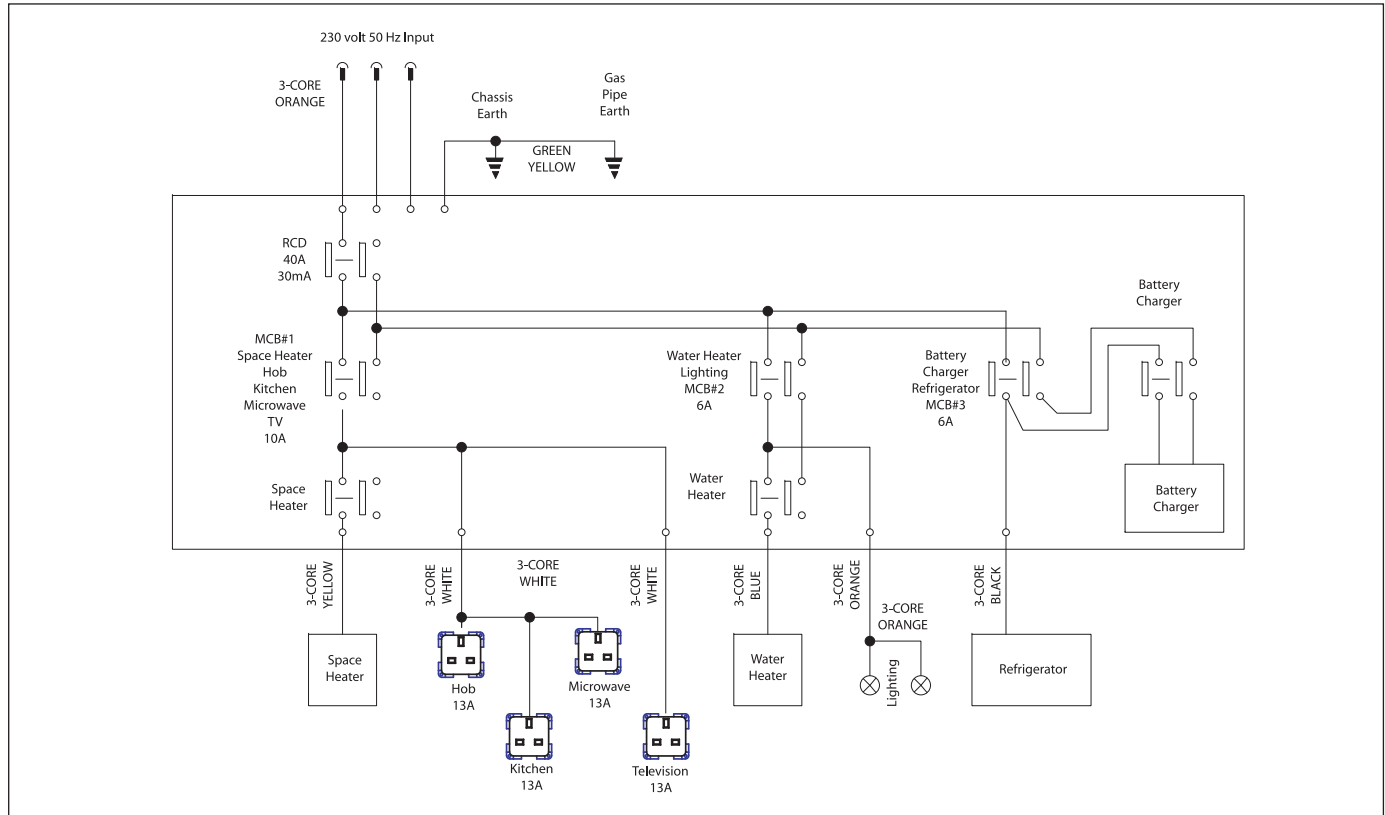 230 volt 50 Hz Input
3-CORE
ORANGE
Chassis
Earth
Gas
Pipe
Earth
GREEN
YELLOW
RCD
40A
30mA
MCB#1
Space Heater
Hob
Kitchen
Microwave
TV
10A
Water Heater
Lighting
MCB#2
6A
Battery
Charger
Refrigerator
MCB#3
6A
Battery
Charger
Space
Heater
Water
Heater
Battery
Charger
3-CORE
YELLOW
3-CORE
WHITE
3-CORE
WHITE
3-CORE
WHITE
3-CORE
BLUE
3-CORE
ORANGE
3-CORE
ORANGE
3-CORE
BLACK
Space
Heater
Hob
13A
Microwave
13A
Kitchen
13A
Television
13A
Water
Heater
Lighting
Refrigerator